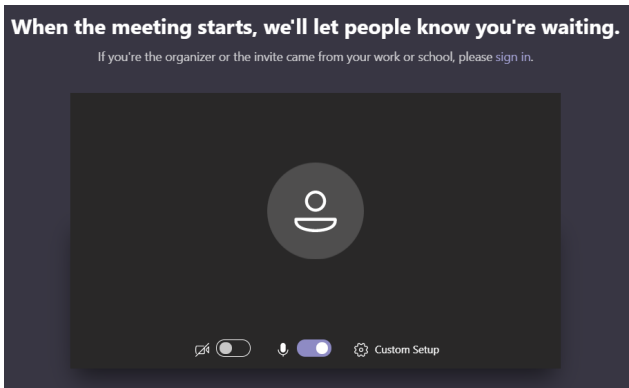 When the meeting starts, we'll let people know you're waiting.
If you're the organizer or the invite came from your work or school, please sign in.
Custom Setup